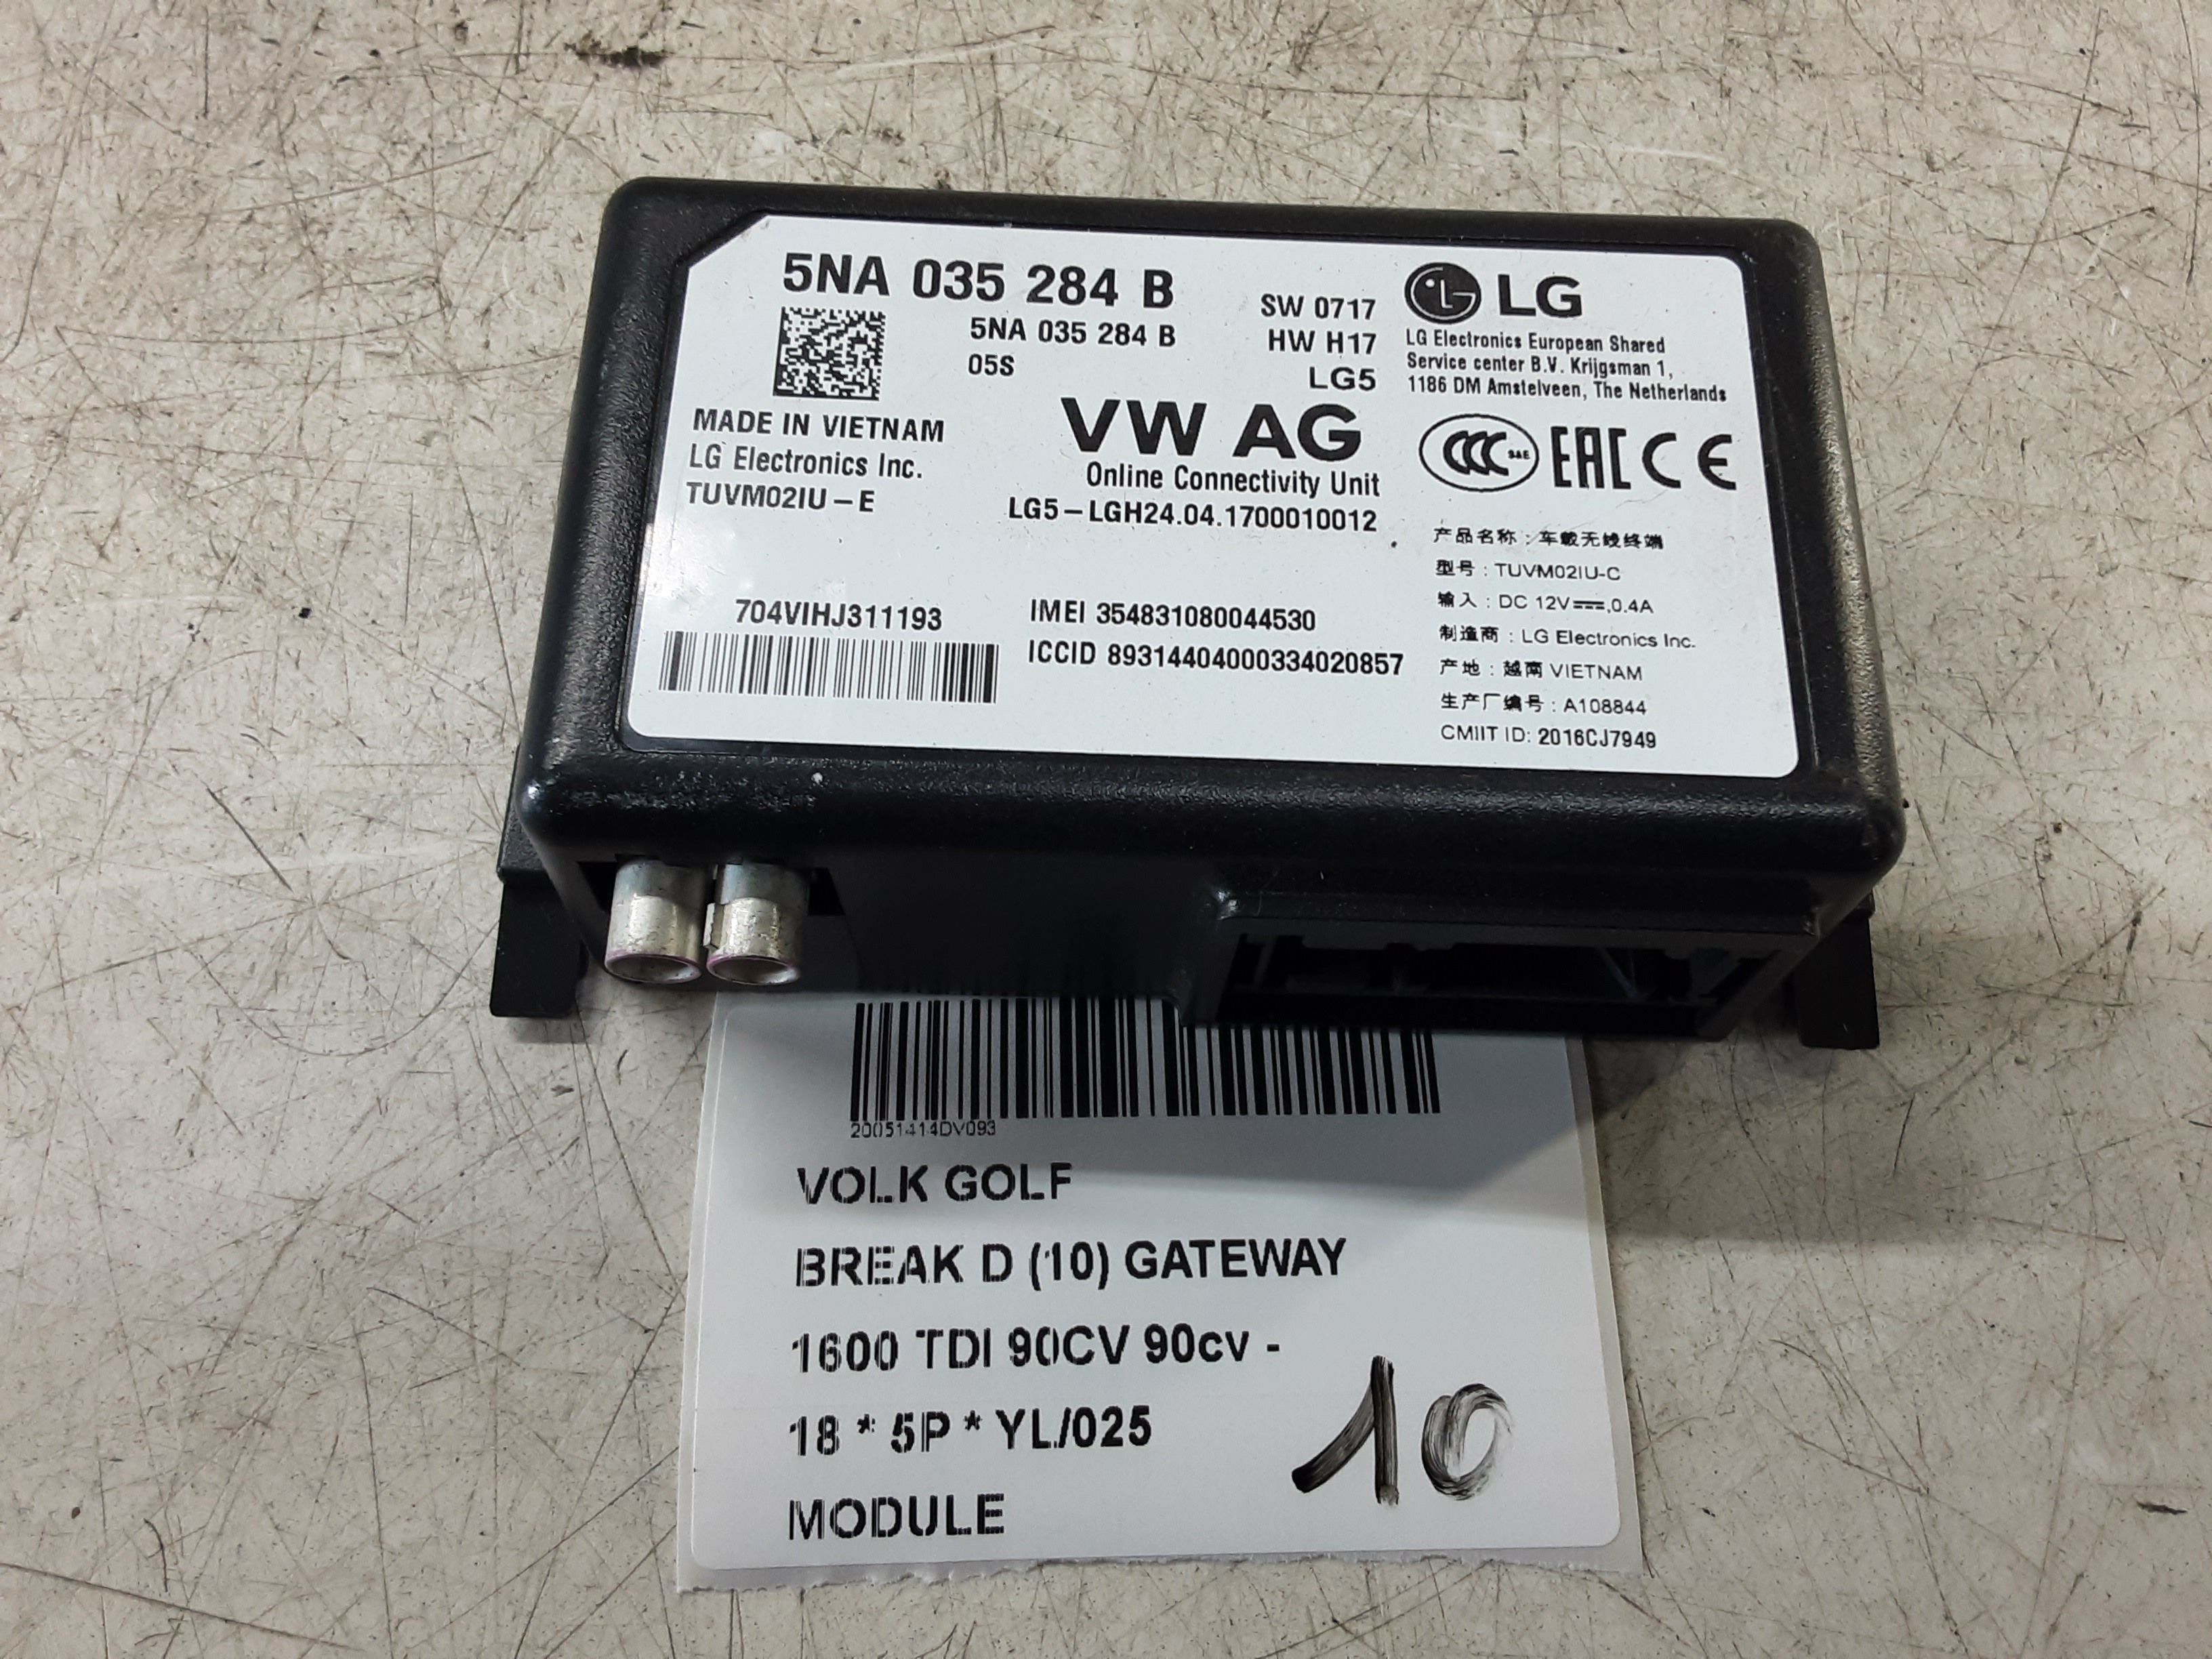 5NA 035 284 B
5NA 035 284 B
05S
SW 0717
HW H17
LG5
LG
LG Electronics European Shared
Service center B.V. Krijgsman 1,
1186 DM Amstelveen, The Netherlands
MADE IN VIETNAM
LG Electronics Inc.
TUVM02IU-E
VW AG
Online Connectivity Unit
LG5-LGH24.04.1700010012
CCC S&E EAC CE
704VIHJ311193
IMEI 354831080044530
ICCID 89314404000334020857
产品名称：车载无线终端
型号：TUVM02IU-C
输入：DC 12V⎓,0.4A
制造商：LG Electronics Inc.
产地：越南 VIETNAM
生产厂编号：A108844
CMIIT ID: 2016CJ7949
20051414DV093
VOLK GOLF
BREAK D (10) GATEWAY
1600 TDI 90CV 90cv -
18 * 5P * YL/025
MODULE
10